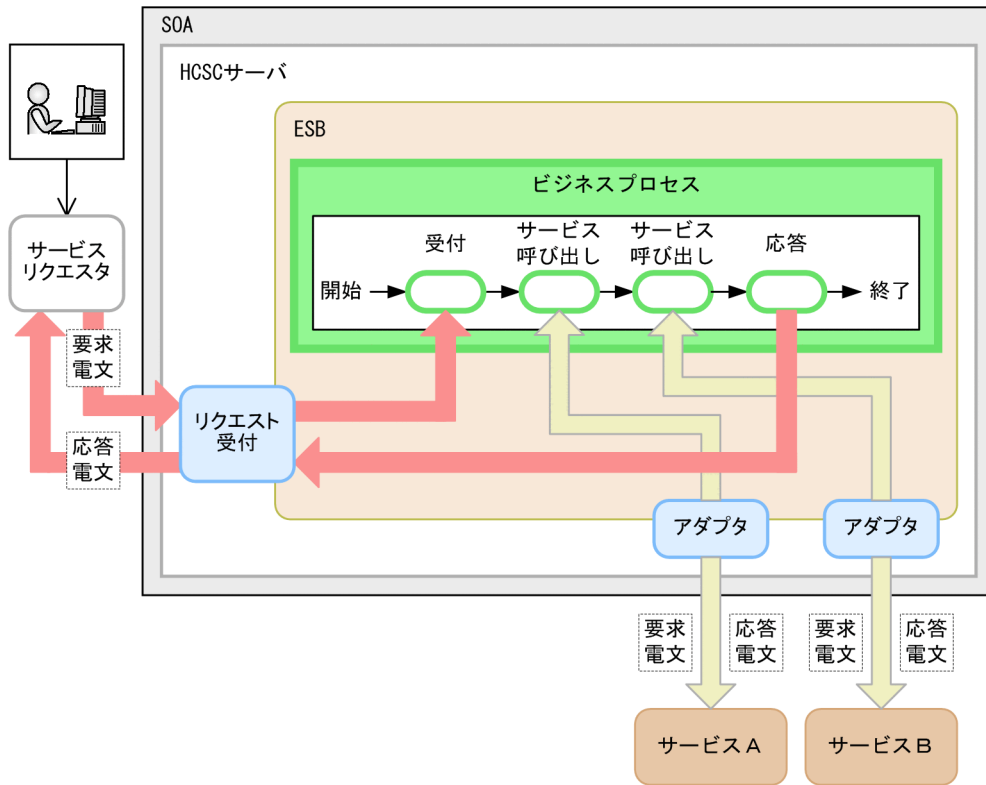 SOA
HCSCサーバ
ESB
ビジネスプロセス
受付
サービス
呼び出し
サービス
呼び出し
応答
開始
終了
サービス
リクエスタ
要求
電文
リクエスト
受付
応答
電文
アダプタ
アダプタ
要求
電文
応答
電文
要求
電文
応答
電文
サービスA
サービスB